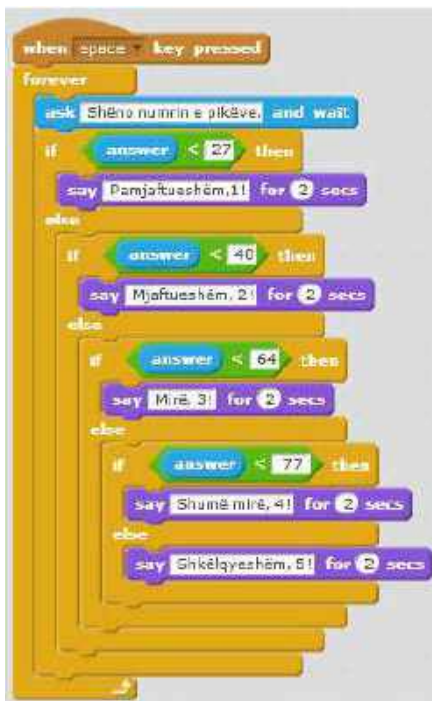 when space key pressed
forever
ask Shëno numrin e pikëve. and wait
if answer < 27 then
say Pamjaftueshëm,1! for 2 secs
else
if answer < 40 then
say Mjaftueshëm, 2! for 2 secs
else
if answer < 64 then
say Mirë, 3! for 2 secs
else
if answer < 77 then
say Shumë mirë, 4! for 2 secs
else
say Shkëlqyeshëm, 5! for 2 secs